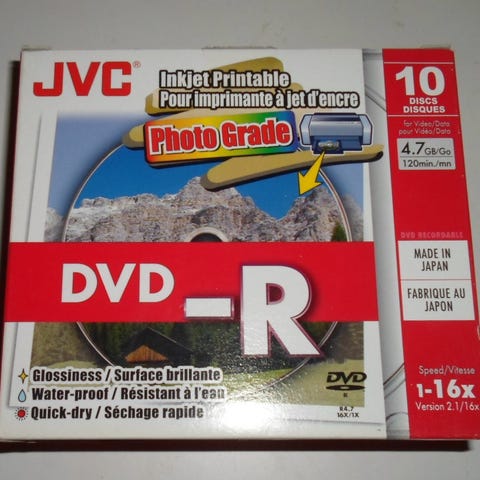 JVC®
Inkjet Printable
Pour imprimante à jet d'encre
Photo Grade
10
DISCS
DISQUES
for Video/Data
pour Vidéo/Data
4.7GB/Go
120min./mn
DVD RECORDABLE
MADE IN
JAPAN
FABRIQUE AU
JAPON
DVD-R
Glossiness / Surface brillante
Water-proof / Résistant à l'eau
Quick-dry / Séchage rapide
DVD
R
R4.7
16X/1X
Speed/Vitesse
1-16x
Version 2.1/16x